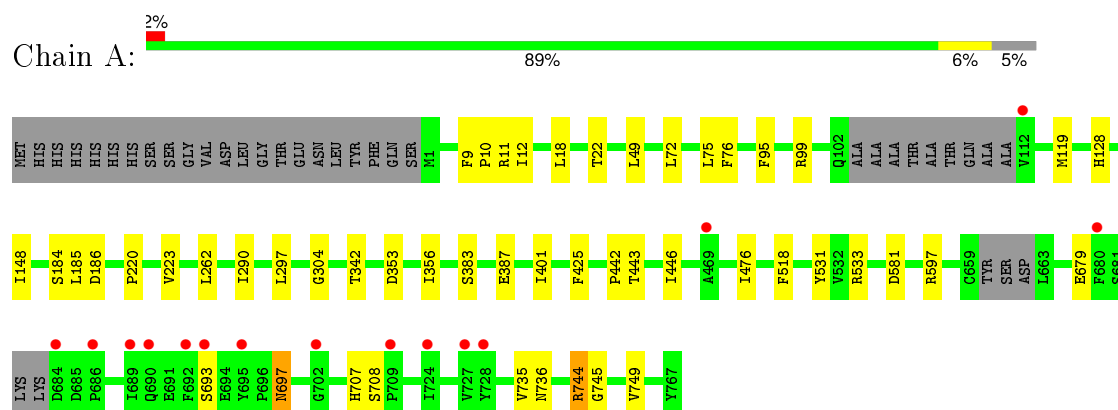 2%
Chain A:
89% 6% 5%
MET HIS HIS HIS HIS HIS HIS SER SER GLY VAL ASP LEU GLY THR GLU ASN LEU TYR PHE GLN SER M1 F9 P10 R11 I12 L18 T22 L49 L72 L75 F76 F95 R99 Q102 ALA ALA ALA THR ALA THR GLN ALA ALA V112 M119 H128
I148 S184 L185 D186 P220 V223 L262 I290 L297 G304 T342 D353 I356 S383 E387 I401 F425 P442 T443 I446 A469 I476 F518 Y531 V532 R533 D581 R597 C659 TYR SER ASP L663 E679 F680 S681
LYS LYS D684 D685 P686 I689 Q690 E691 F692 S693 E694 Y695 P696 N697 G702 H707 S708 P709 I724 V727 Y728 V735 N736 R744 G745 V749 Y767